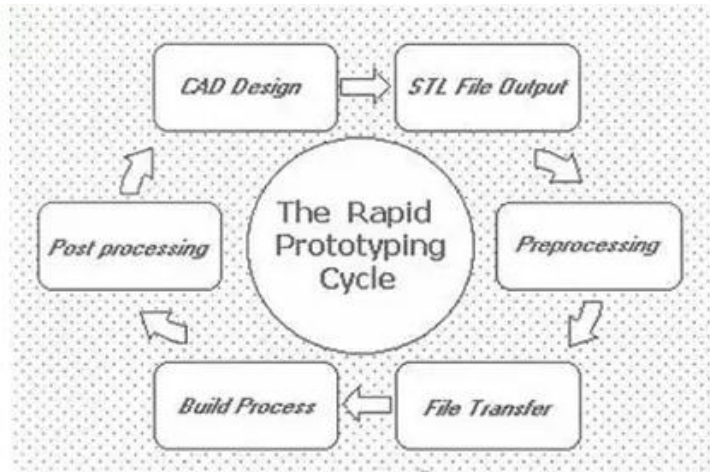 CAD Design
STL File Output
The Rapid
Prototyping
Cycle
Post processing
Preprocessing
Build Process
File Transfer